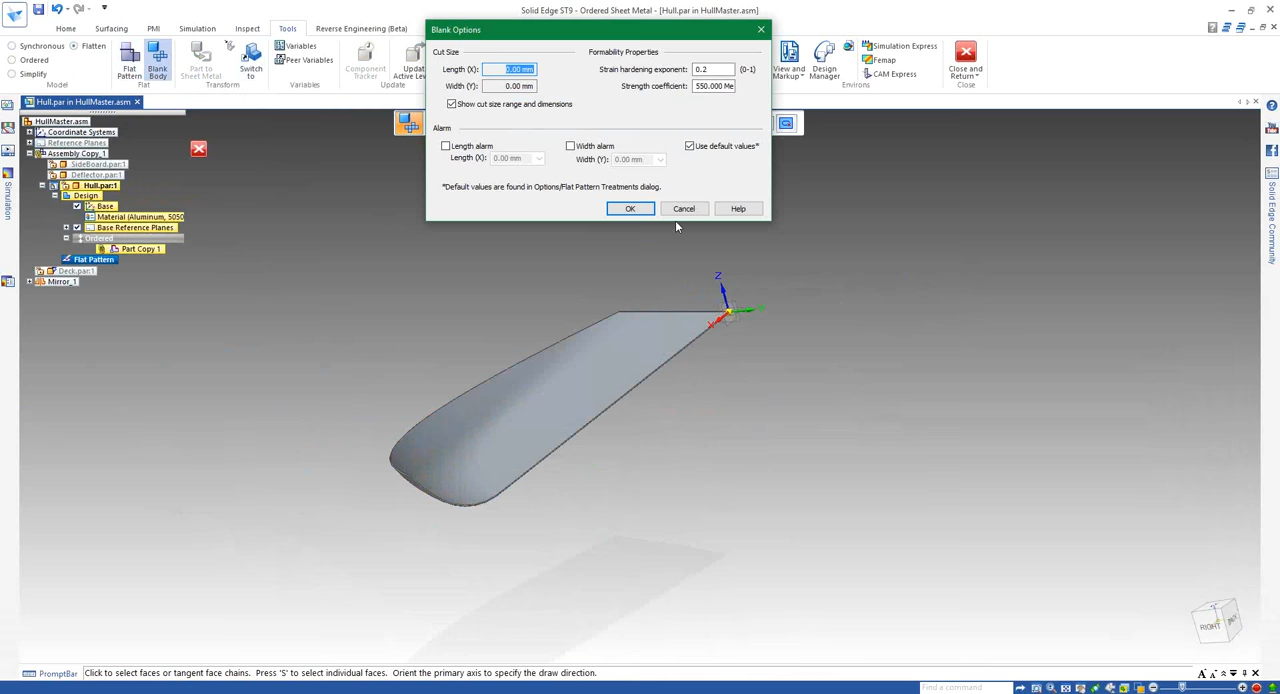 Solid Edge ST9 - Ordered Sheet Metal - [Hull.par in HullMaster.asm]
Home
Surfacing
PMI
Simulation
Inspect
Tools
Reverse Engineering (Beta)
Synchronous
Flatten
Ordered
Simplify
Flat
Pattern
Blank
Body
Flat
Part to
Sheet Metal
Switch
to
Transform
Variables
Peer Variables
Component
Tracker
Update
Active Lev
Update
View and
Markup
Design
Manager
Simulation Express
Femap
CAM Express
Environs
Close and
Return
Close
Hull.par in HullMaster.asm
HullMaster.asm
Coordinate Systems
Reference Planes
Assembly Copy_1
SideBoard.par:1
Deflector.par:1
Hull.par:1
Design
Base
Material (Aluminum, 5050
Base Reference Planes
Ordered
Part Copy 1
Flat Pattern
Deck.par:1
Mirror_1
Simulation
Solid Edge Community
Blank Options
Cut Size
Length (X): 0.00 mm
Width (Y): 0.00 mm
Show cut size range and dimensions
Formability Properties
Strain hardening exponent: 0.2 (0-1)
Strength coefficient: 550.000 Me
Alarm
Length alarm
Length (X): 0.00 mm
Width alarm
Width (Y): 0.00 mm
Use default values*
*Default values are found in Options/Flat Pattern Treatments dialog.
OK
Cancel
Help
Z
X
RIGHT
PromptBar
Click to select faces or tangent face chains. Press 'S' to select individual faces. Orient the primary axis to specify the draw direction.
Find a command